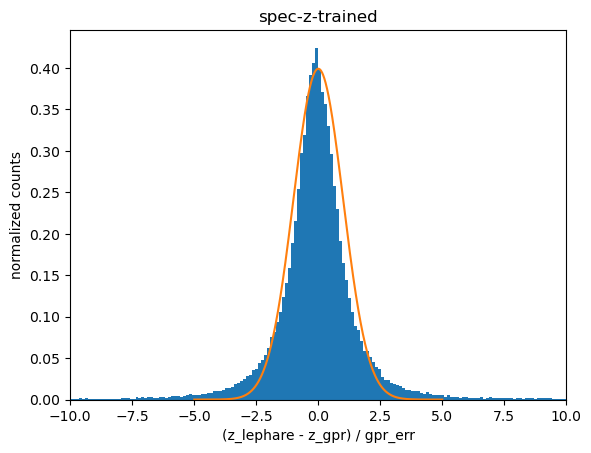 spec-z-trained
normalized counts
0.40
0.35
0.30
0.25
0.20
0.15
0.10
0.05
0.00
−10.0 −7.5 −5.0 −2.5 0.0 2.5 5.0 7.5 10.0
(z_lephare - z_gpr) / gpr_err